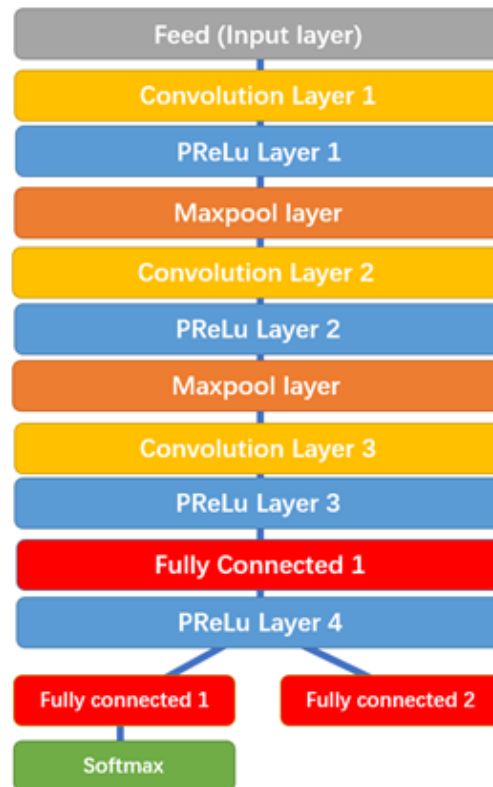 Feed (Input layer)
Convolution Layer 1
PReLu Layer 1
Maxpool layer
Convolution Layer 2
PReLu Layer 2
Maxpool layer
Convolution Layer 3
PReLu Layer 3
Fully Connected 1
PReLu Layer 4
Fully connected 1
Fully connected 2
Softmax